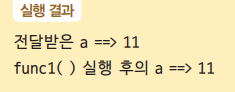 실행 결과
전달받은 a ==> 11
func1( ) 실행 후의 a ==> 11